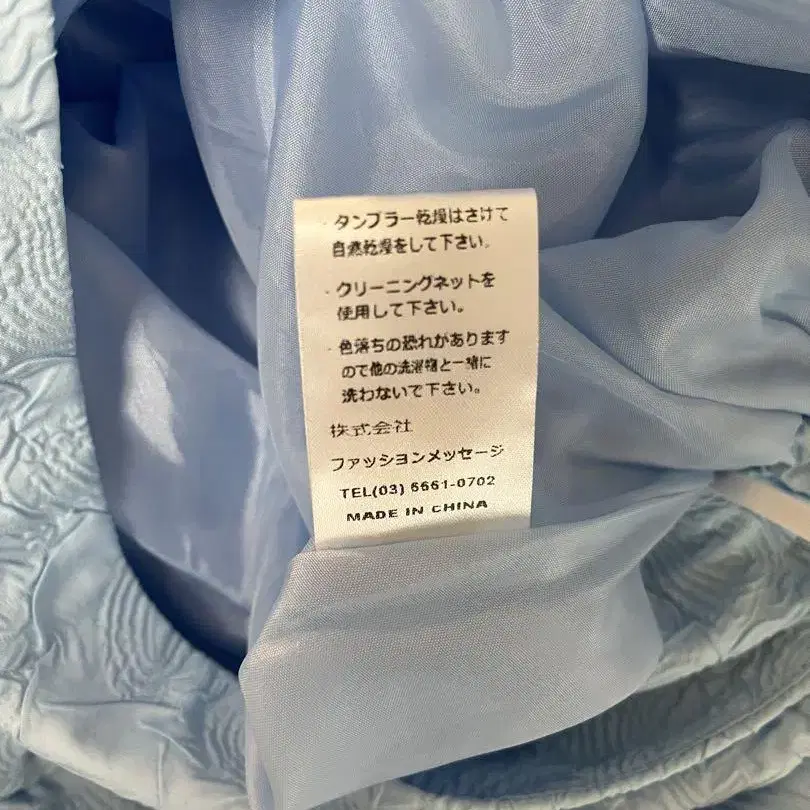 ・タンブラー乾燥はさけて
自然乾燥をして下さい。
・クリーニングネットを
使用して下さい。
・色落ちの恐れがあります
ので他の洗濯物と一緒に
洗わないで下さい。
株式会社
ファッションメッセージ
TEL(03) 5661-0702
MADE IN CHINA